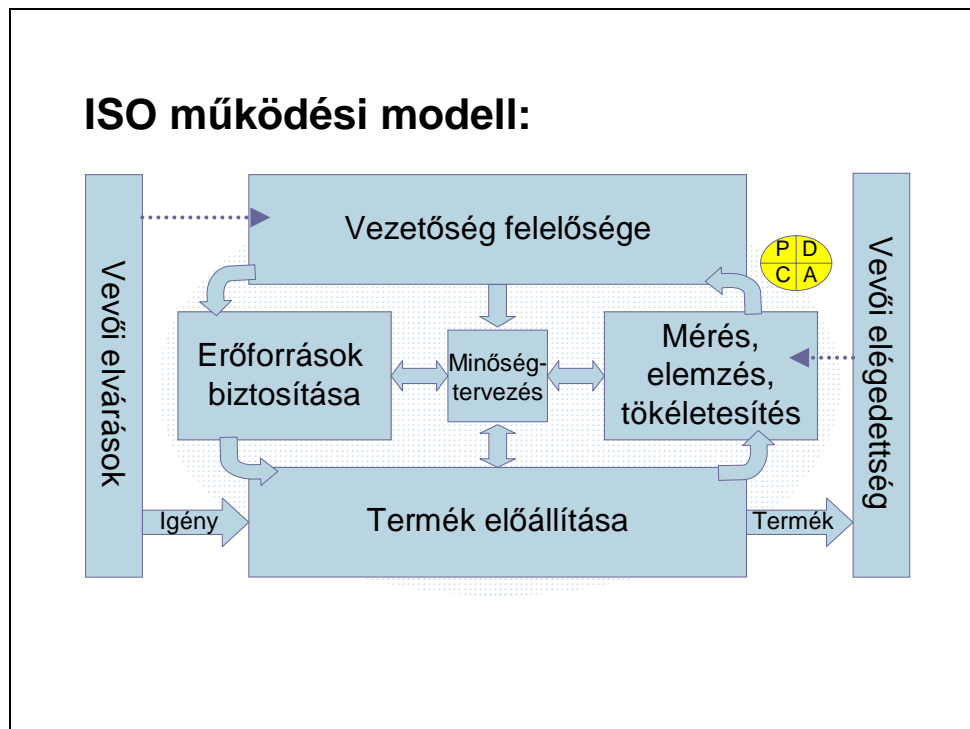 ISO működési modell:
Vevői elvárások
Vezetőség felelősége
P D
C A
Vevői elégedettség
Erőforrások
biztosítása
Minőség-
tervezés
Mérés,
elemzés,
tökéletesítés
Igény
Termék előállítása
Termék